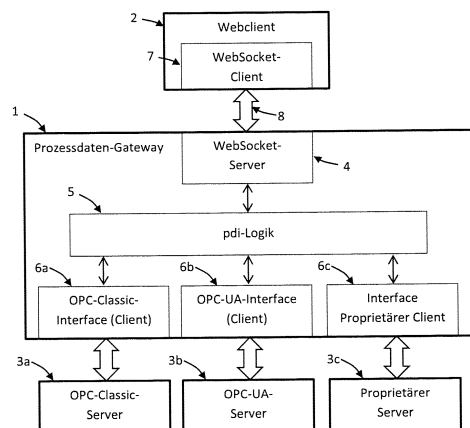 2
Webclient
7
WebSocket-
Client
8
1
Prozessdaten-Gateway
WebSocket-
Server
4
5
pdi-Logik
6a
6b
6c
OPC-Classic-
Interface (Client)
OPC-UA-Interface
(Client)
Interface
Proprietärer Client
3a
3b
3c
OPC-Classic-
Server
OPC-UA-
Server
Proprietärer
Server